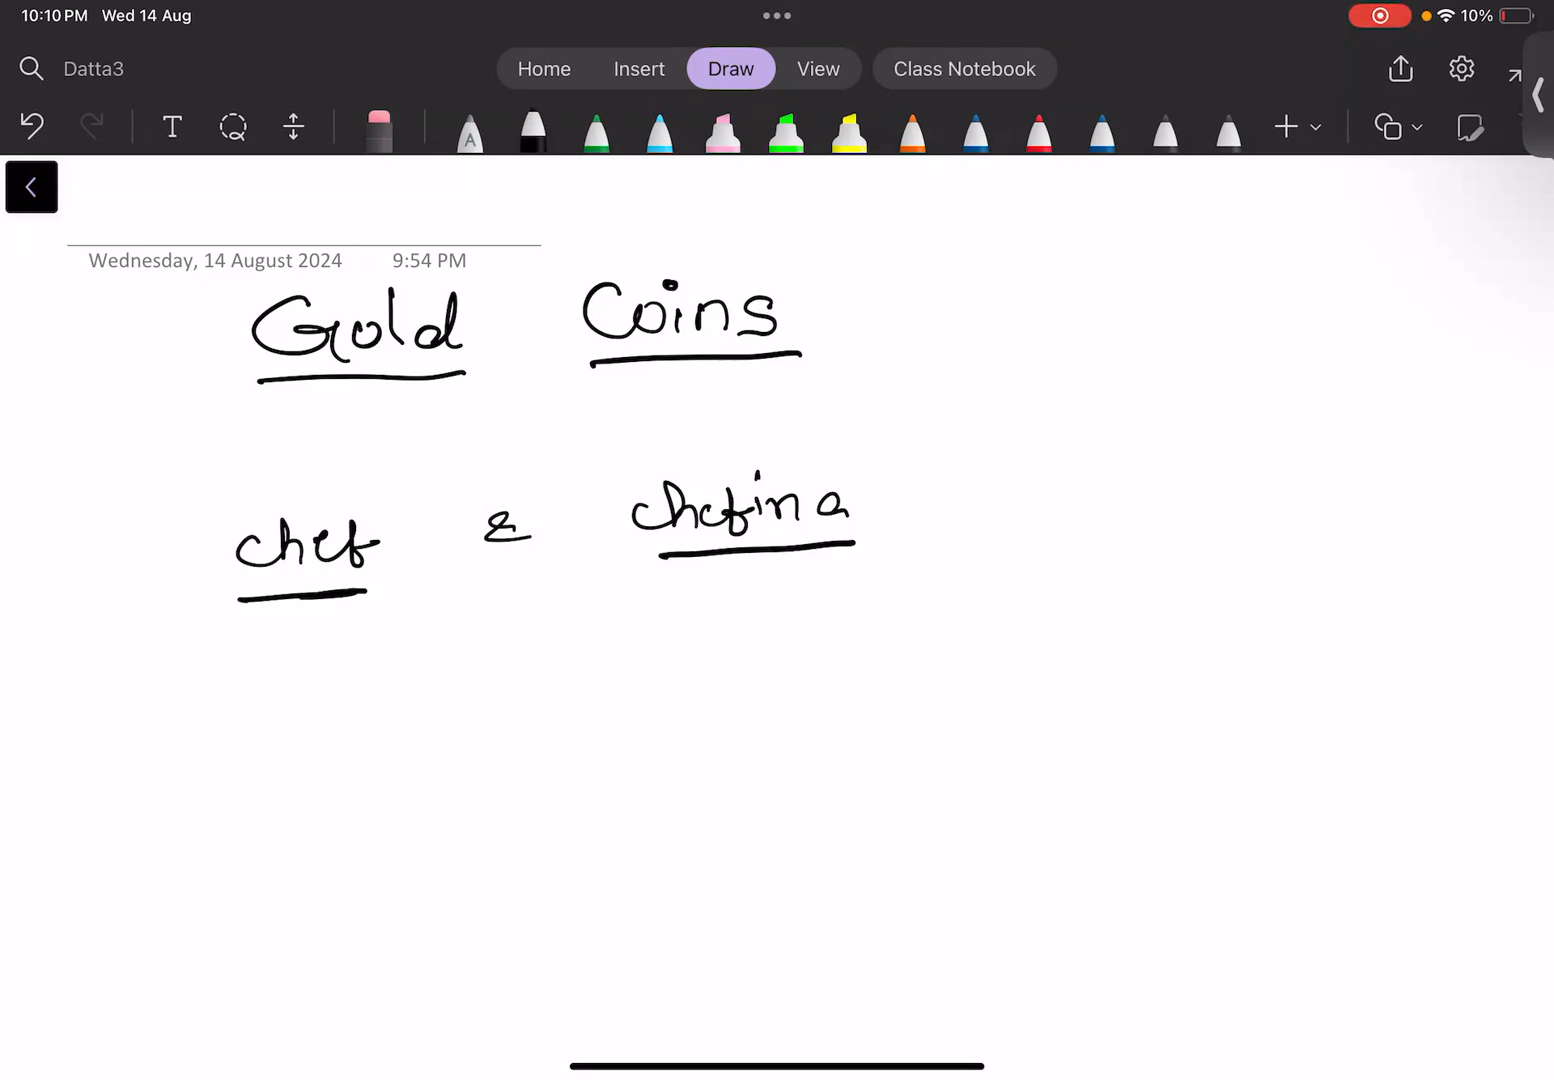 10:10 PM Wed 14 Aug 10%
Datta3 Home Insert Draw View Class Notebook
T A
Wednesday, 14 August 2024 9:54 PM
Gold Coins
chef & chefina